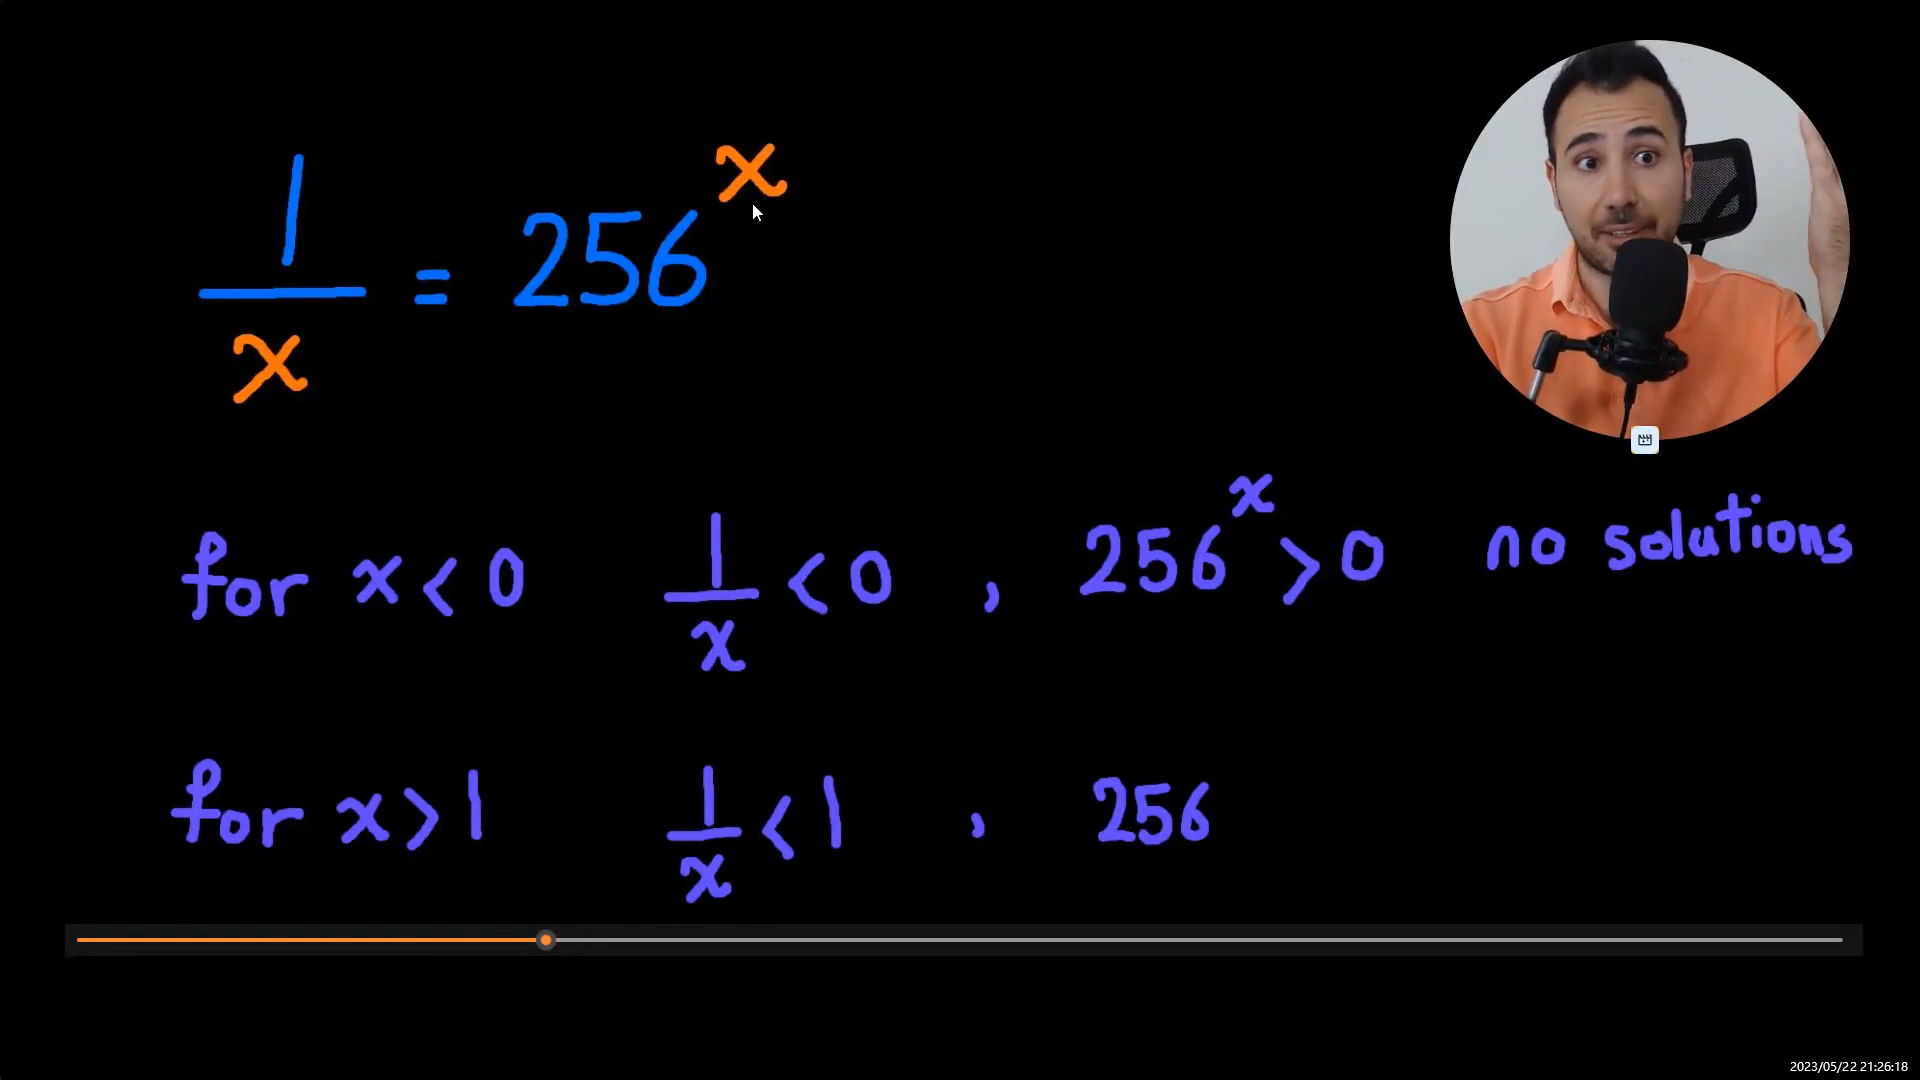 1/x = 256^x
for x < 0 1/x < 0 , 256^x > 0 no solutions
for x > 1 1/x < 1 , 256
2023/05/22 21:26:18